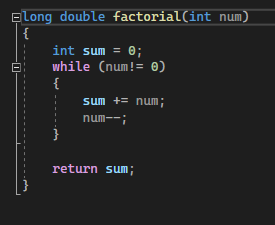 long double factorial(int num)
{
int sum = 0;
while (num!= 0)
{
sum += num;
num--;
}
return sum;
}